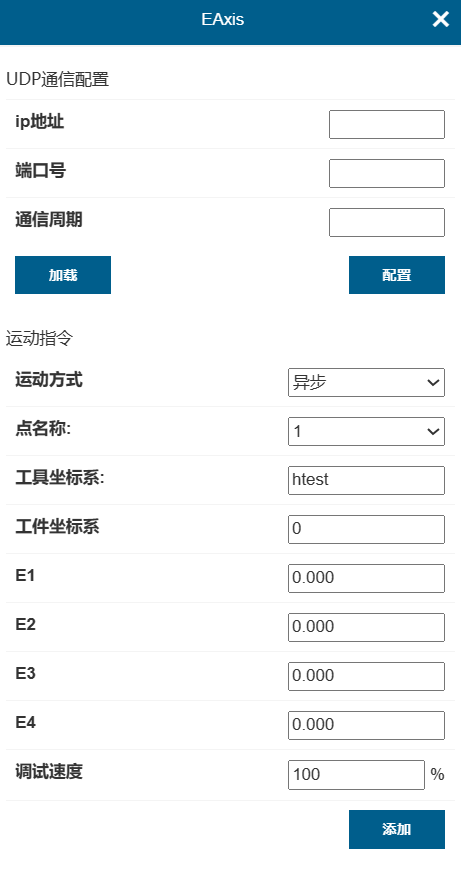 EAxis
UDP通信配置
ip地址
端口号
通信周期
加载 配置
运动指令
运动方式 异步
点名称: 1
工具坐标系: htest
工件坐标系 0
E1 0.000
E2 0.000
E3 0.000
E4 0.000
调试速度 100 %
添加